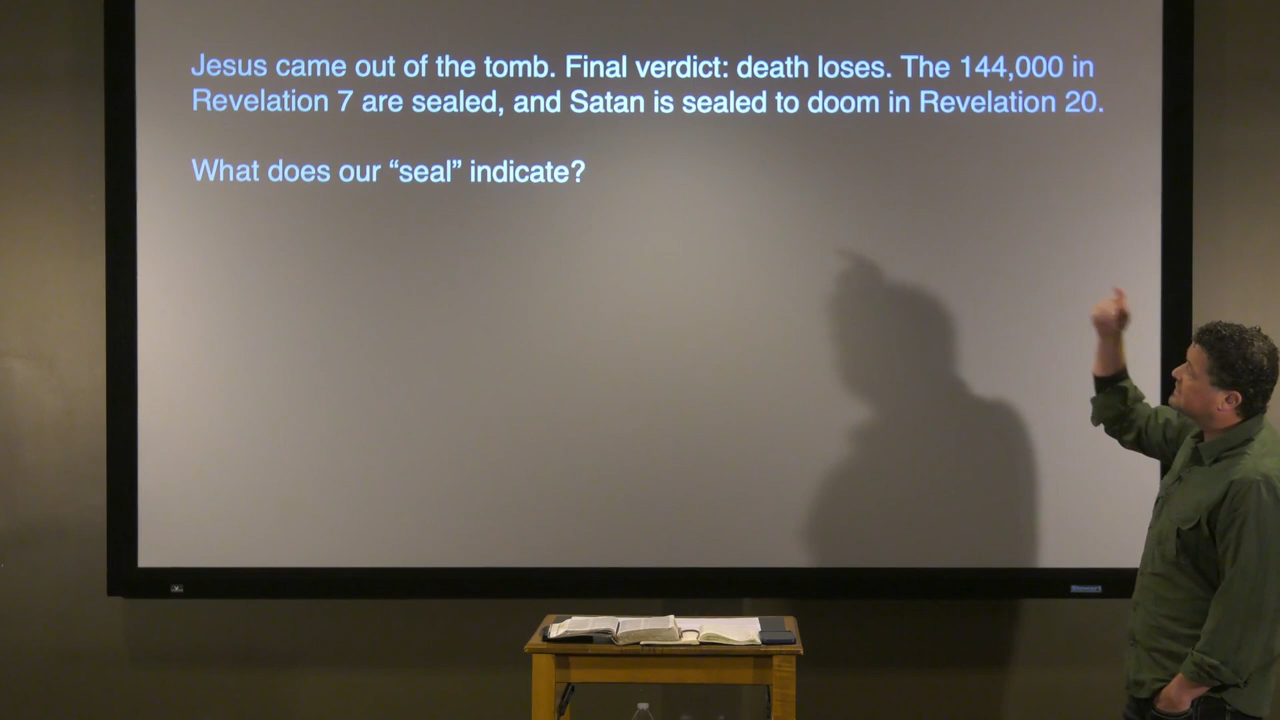 Jesus came out of the tomb. Final verdict: death loses. The 144,000 in
Revelation 7 are sealed, and Satan is sealed to doom in Revelation 20.
What does our “seal” indicate?